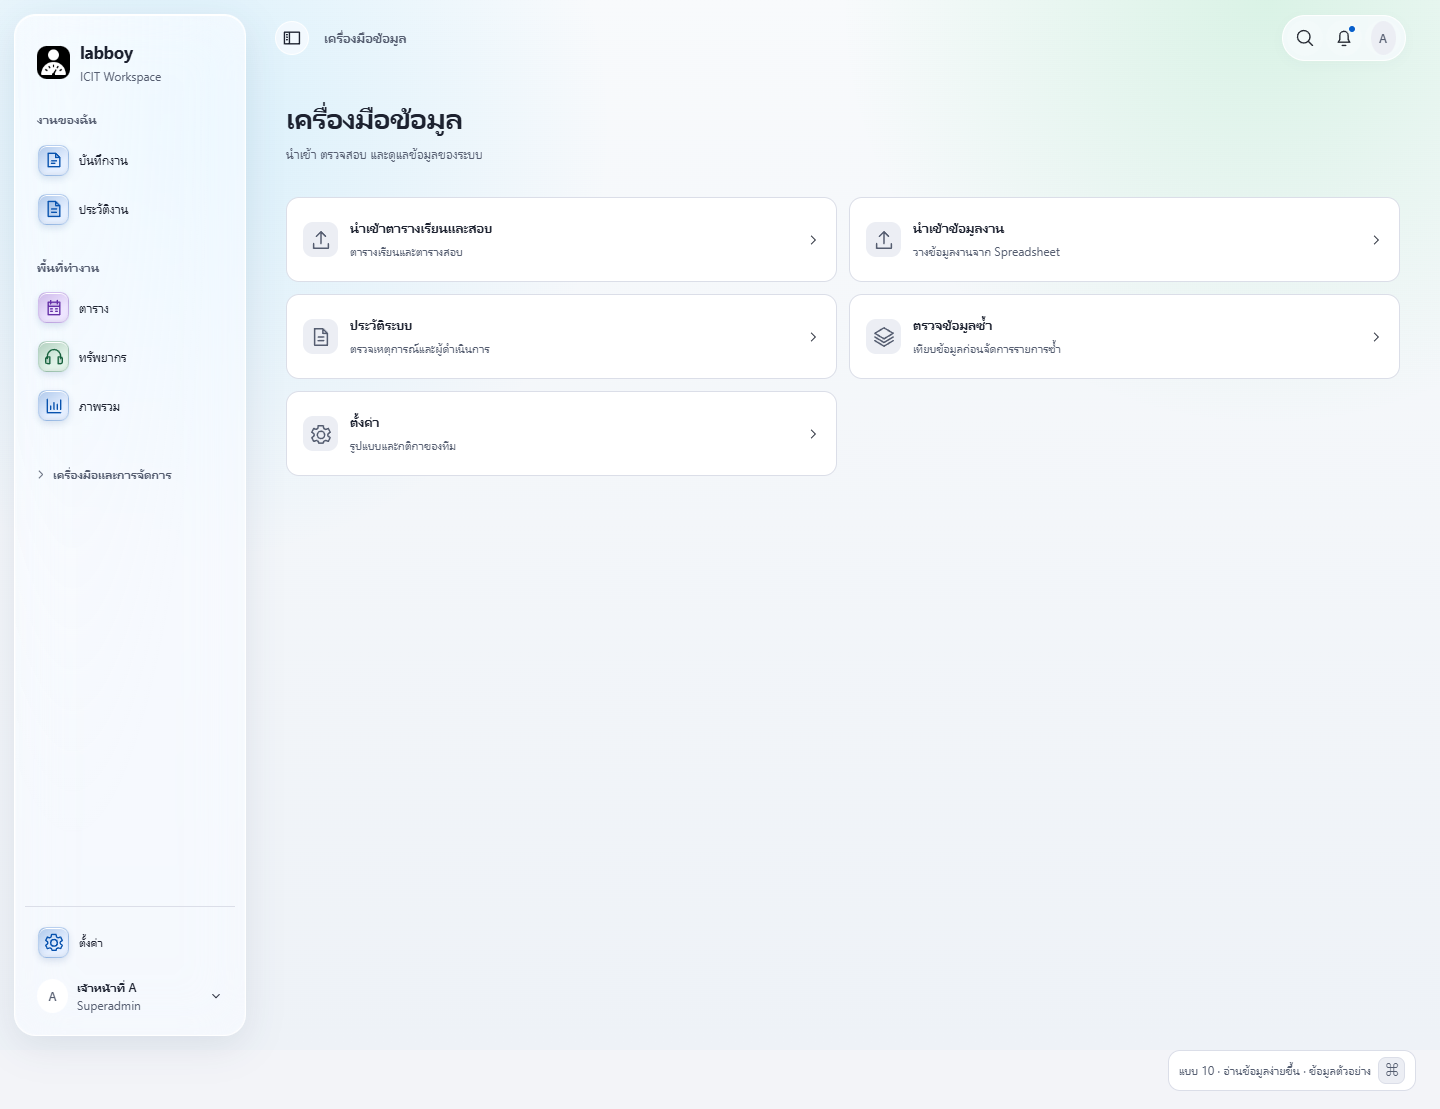 labboy
ICIT Workspace
งานของฉัน
บันทึกงาน
ประวัติงาน
พื้นที่ทำงาน
ตาราง
ทรัพยากร
ภาพรวม
เครื่องมือและการจัดการ
ตั้งค่า
A
เจ้าหน้าที่ A
Superadmin
เครื่องมือข้อมูล
A
เครื่องมือข้อมูล
นำเข้า ตรวจสอบ และดูแลข้อมูลของระบบ
นำเข้าตารางเรียนและสอบ
ตารางเรียนและตารางสอบ
นำเข้าข้อมูลงาน
วางข้อมูลงานจาก Spreadsheet
ประวัติระบบ
ตรวจเหตุการณ์และผู้ดำเนินการ
ตรวจข้อมูลซ้ำ
เทียบข้อมูลก่อนจัดการรายการซ้ำ
ตั้งค่า
รูปแบบและกติกาของทีม
แบบ 10 · อ่านข้อมูลง่ายขึ้น · ข้อมูลตัวอย่าง ⌘